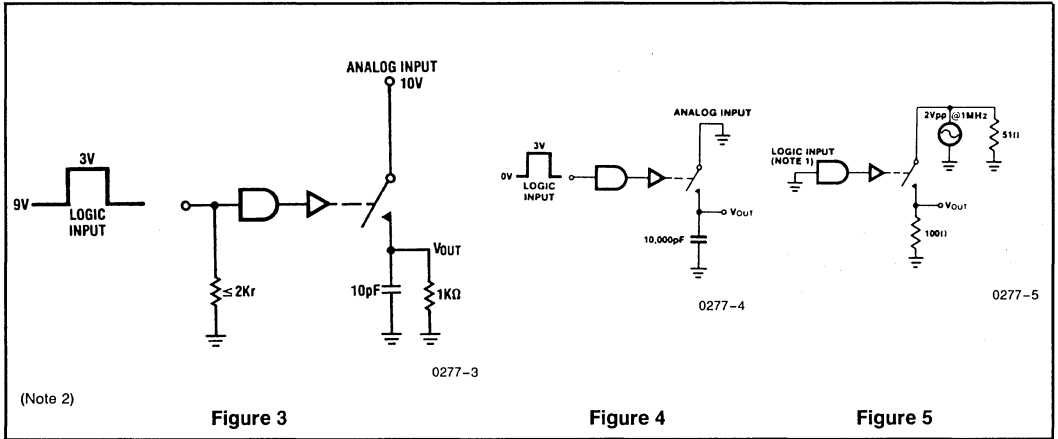 ANALOG INPUT
10V
3V
9V
LOGIC
INPUT
≤2Kr
VOUT
10pF
1KΩ
0277–3
(Note 2)
Figure 3
ANALOG INPUT
3V
0V
LOGIC
INPUT
VOUT
10,000pF
0277–4
Figure 4
2Vpp @1MHz
51Ω
LOGIC INPUT
(NOTE 1)
VOUT
100Ω
0277–5
Figure 5